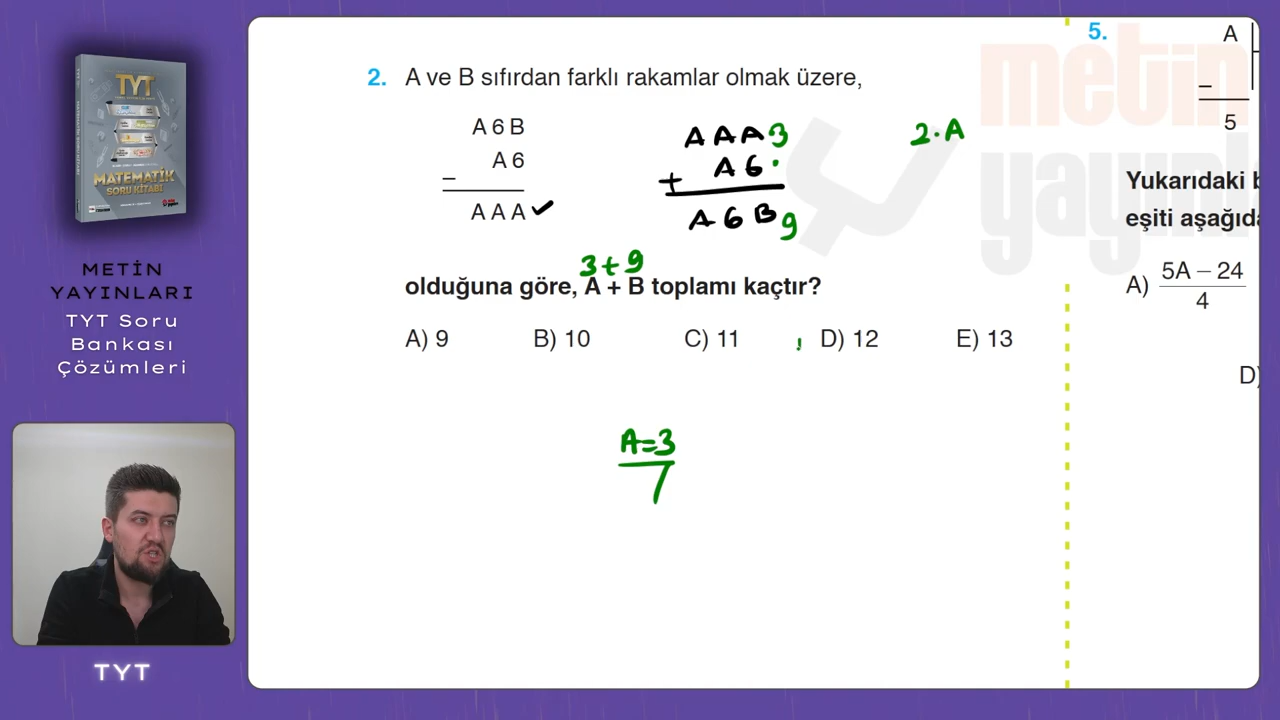 TYT
MATEMATİK
SORU KİTABI
METİN
YAYINLARI
TYT Soru
Bankası
Çözümleri
TYT
metin
yayınl
2. A ve B sıfırdan farklı rakamlar olmak üzere,
A 6 B
A 6
−
A A A ✓
A A A 3
A 6 .
+
A 6 B 9
2·A
3 + 9
olduğuna göre, A + B toplamı kaçtır?
A) 9 B) 10 C) 11 D) 12 E) 13
A=3
5.
A
−
5
Yukarıdaki
eşiti
A) 5A − 24
4
D)